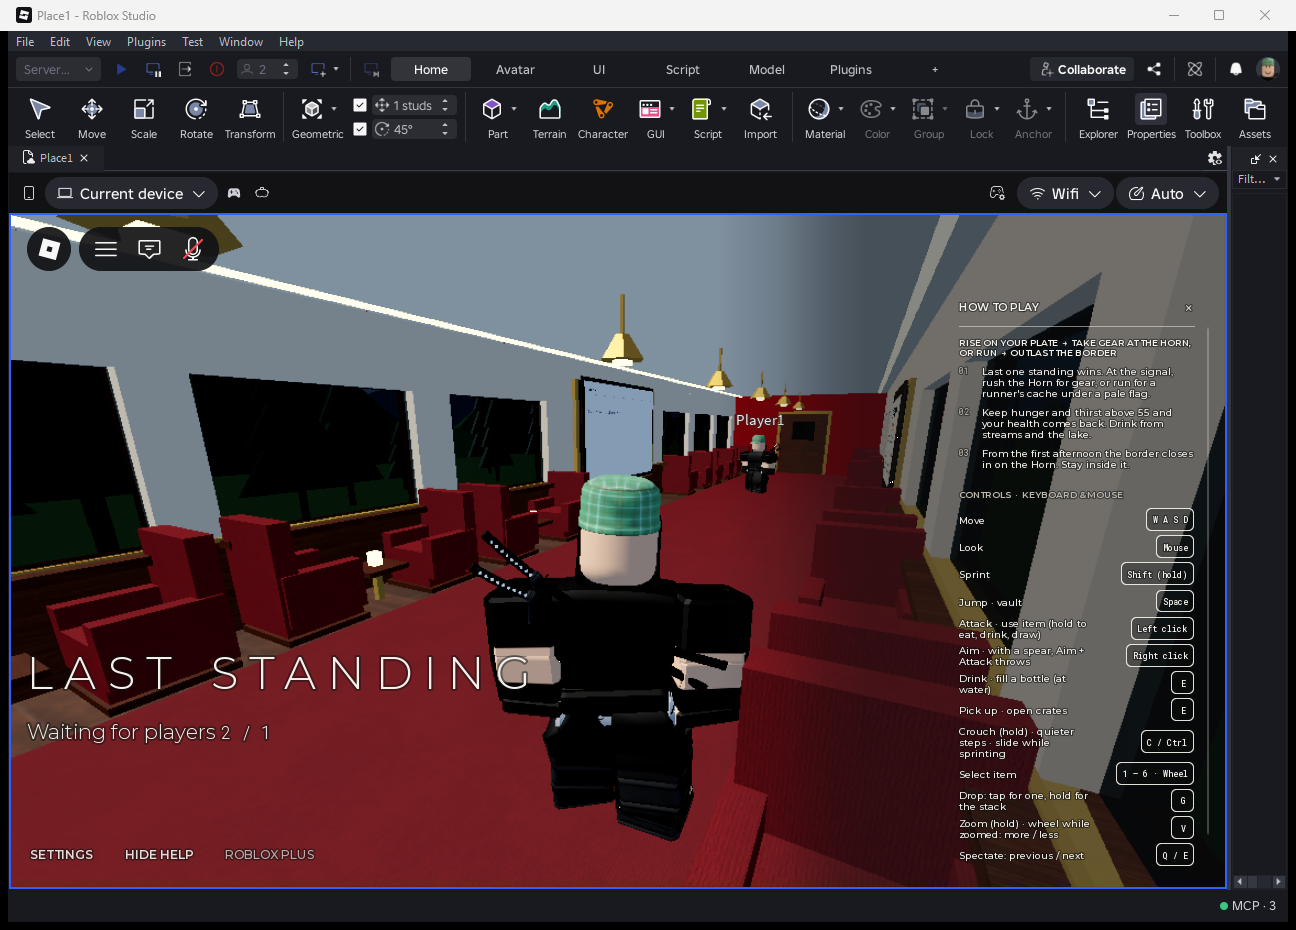 Place1 - Roblox Studio
File Edit View Plugins Test Window Help
Server... 2 Home Avatar UI Script Model Plugins + Collaborate
1 studs
45°
Select Move Scale Rotate Transform Geometric Part Terrain Character GUI Script Import Material Color Group Lock Anchor Explorer Properties Toolbox Assets
Place1
Filt...
Current device Wifi Auto
HOW TO PLAY ×
RISE ON YOUR PLATE → TAKE GEAR AT THE HORN,
OR RUN → OUTLAST THE BORDER
01 Last one standing wins. At the signal,
rush the Horn for gear, or run for a
runner's cache under a pale flag.
02 Keep hunger and thirst above 55 and
your health comes back. Drink from
streams and the lake.
03 From the first afternoon the border closes
in on the Horn. Stay inside it.
CONTROLS · KEYBOARD & MOUSE
Move W A S D
Look Mouse
Sprint Shift (hold)
Jump · vault Space
Attack · use item (hold to
eat, drink, draw) Left click
Aim · with a spear, Aim +
Attack throws Right click
Drink · fill a bottle (at
water) E
Pick up · open crates E
Crouch (hold) · quieter
steps · slide while
sprinting C / Ctrl
Select item 1 – 6 · Wheel
Drop: tap for one, hold for
the stack G
Zoom (hold) · wheel while
zoomed: more / less V
Spectate: previous / next Q / E
Player1
LAST STANDING
Waiting for players 2 / 1
SETTINGS HIDE HELP ROBLOX PLUS
MCP · 3